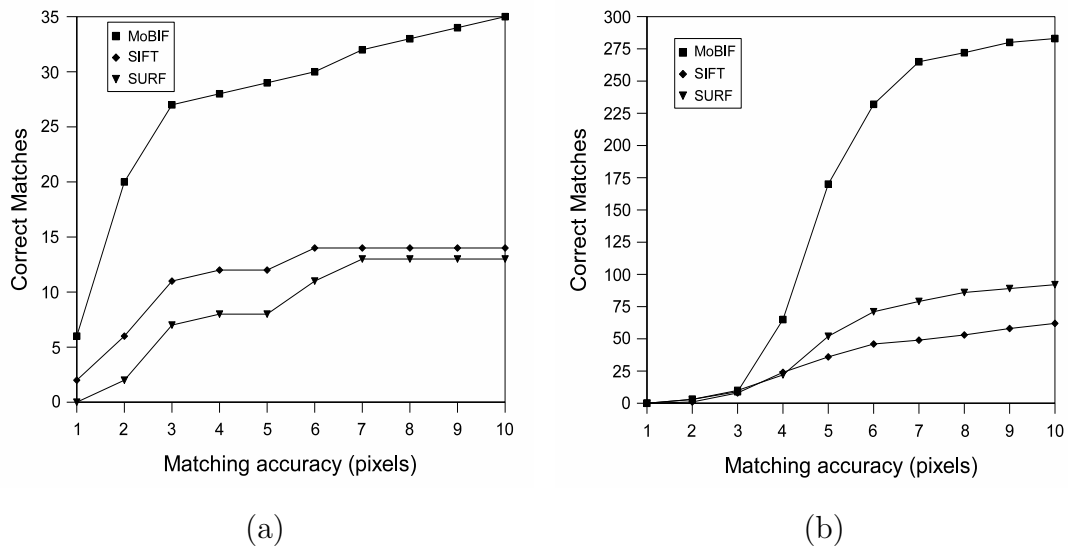 35
30
25
20
15
10
5
0
Correct Matches
MoBIF
SIFT
SURF
1 2 3 4 5 6 7 8 9 10
Matching accuracy (pixels)
(a)
300
275
250
225
200
175
150
125
100
75
50
25
0
Correct Matches
MoBIF
SIFT
SURF
1 2 3 4 5 6 7 8 9 10
Matching accuracy (pixels)
(b)